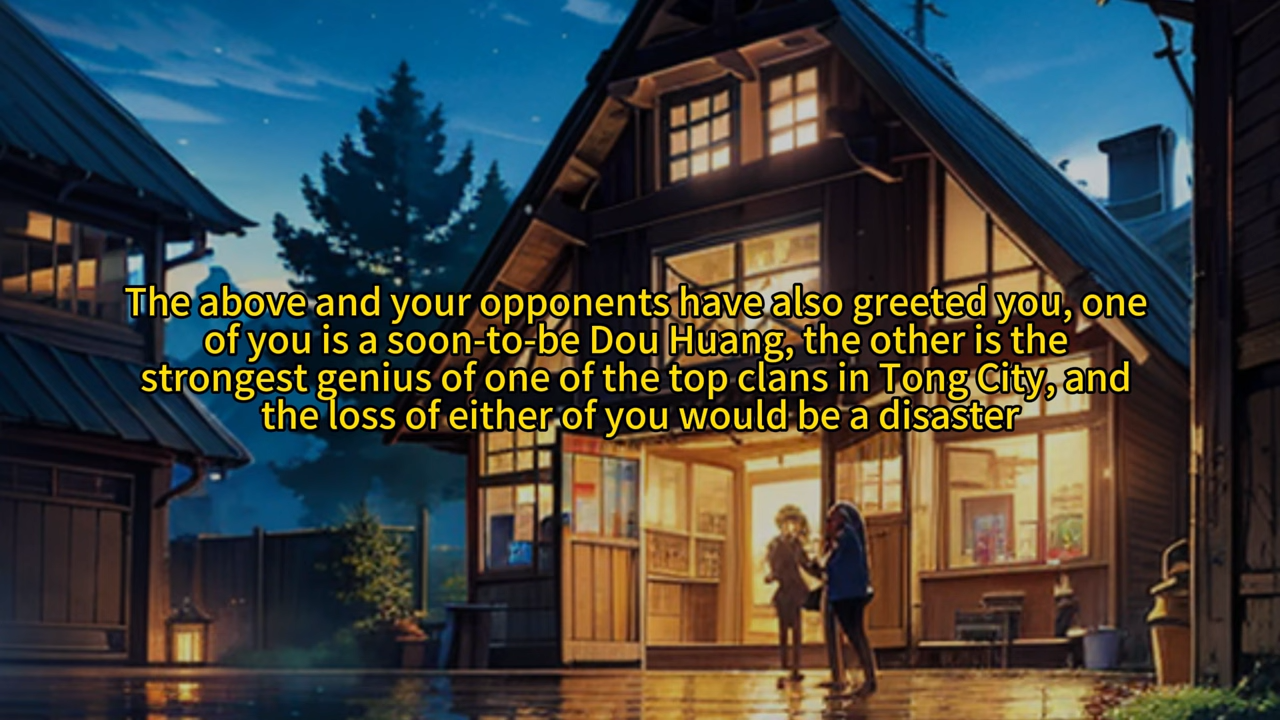 The above and your opponents have also greeted you, one
of you is a soon-to-be Dou Huang, the other is the
strongest genius of one of the top clans in Tong City, and
the loss of either of you would be a disaster